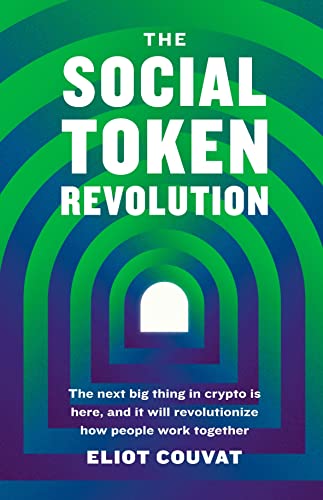 THE
SOCIAL
TOKEN
REVOLUTION
The next big thing in crypto is
here, and it will revolutionize
how people work together
ELIOT COUVAT